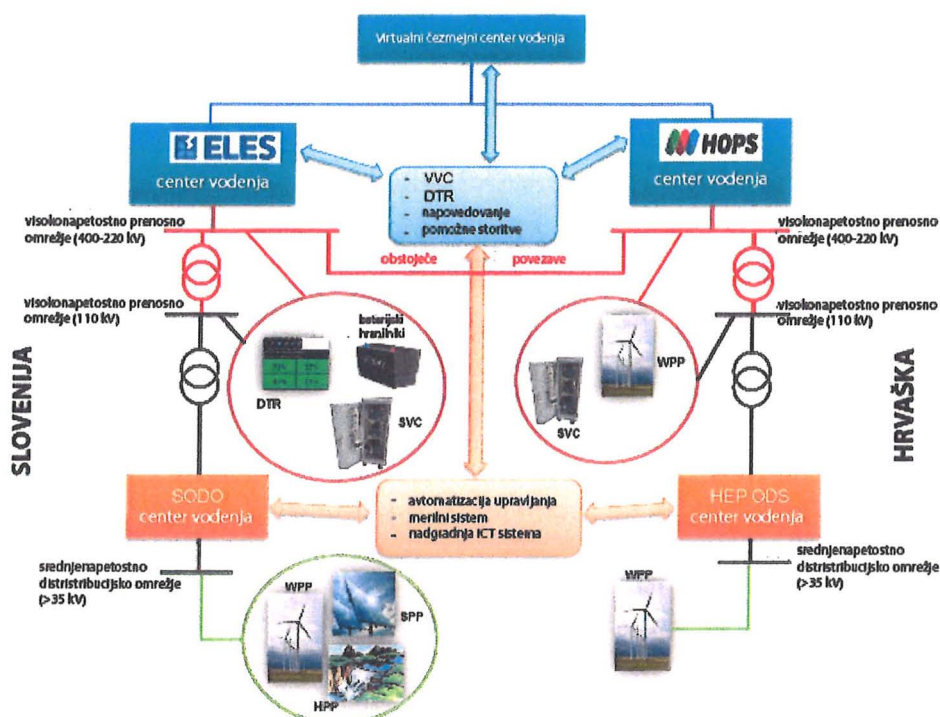 Virtualni čezmejni center vodenja
ELES
center vodenja
HOPS
center vodenja
- VVC
- DTR
- napovedovanje
- pomožne storitve
visokonapetostno prenosno
omrežje (400-220 kV)
visokonapetostno prenosno
omrežje (400-220 kV)
obstoječe povezave
visokonapetostno prenosno
omrežje (110 kV)
visokonapetostno prenosno
omrežje (110 kV)
baterijski
hranilniki
DTR
SVC
WPP
SVC
SLOVENIJA
HRVAŠKA
SODO
center vodenja
- avtomatizacija upravljanja
- merilni sistem
- nadgradnja ICT sistema
HEP ODS
center vodenja
srednjenapetostno
distristribucijsko omrežje
(>35 kV)
srednjenapetostno
distristribucijsko omrežje
(>35 kV)
WPP
SPP
HPP
WPP